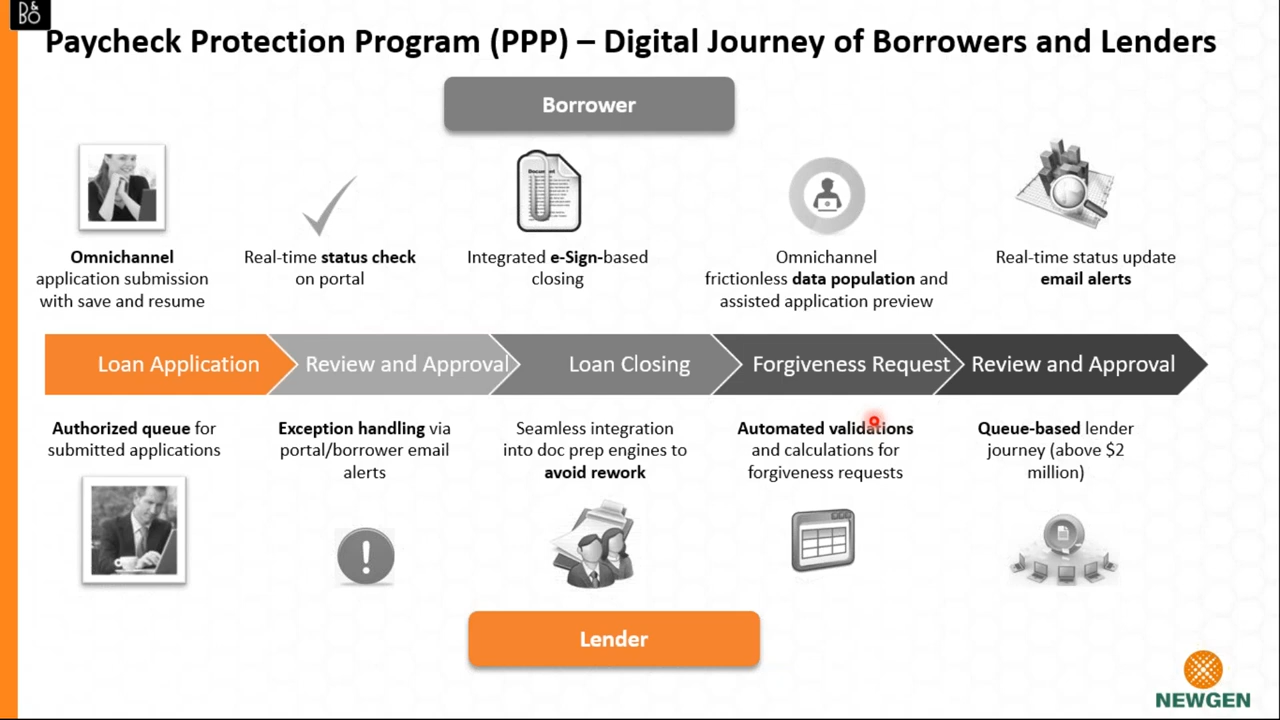 B&O
Paycheck Protection Program (PPP) – Digital Journey of Borrowers and Lenders
Borrower
Document
Omnichannel
application submission
with save and resume
Real-time status check
on portal
Integrated e-Sign-based
closing
Omnichannel
frictionless data population and
assisted application preview
Real-time status update
email alerts
Loan Application
Review and Approval
Loan Closing
Forgiveness Request
Review and Approval
Authorized queue for
submitted applications
Exception handling via
portal/borrower email
alerts
Seamless integration
into doc prep engines to
avoid rework
Automated validations
and calculations for
forgiveness requests
Queue-based lender
journey (above $2
million)
Lender
NEWGEN